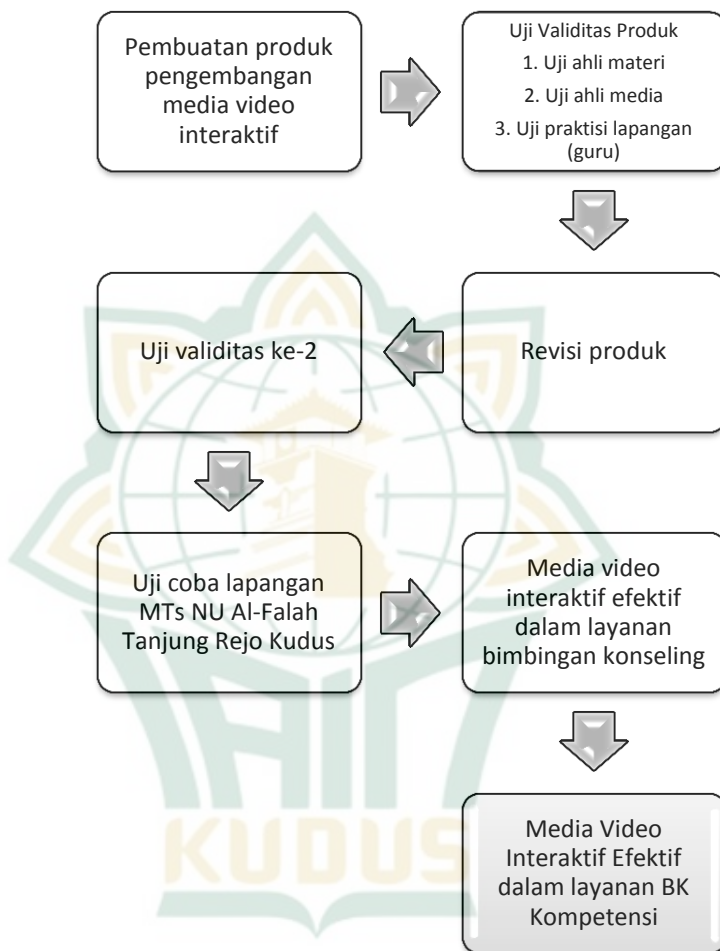 Pembuatan produk
pengembangan
media video
interaktif
Uji Validitas Produk
1. Uji ahli materi
2. Uji ahli media
3. Uji praktisi lapangan
(guru)
Revisi produk
Uji validitas ke-2
Uji coba lapangan
MTs NU Al-Falah
Tanjung Rejo Kudus
Media video
interaktif efektif
dalam layanan
bimbingan konseling
Media Video
Interaktif Efektif
dalam layanan BK
Kompetensi
IAIN
KUDUS